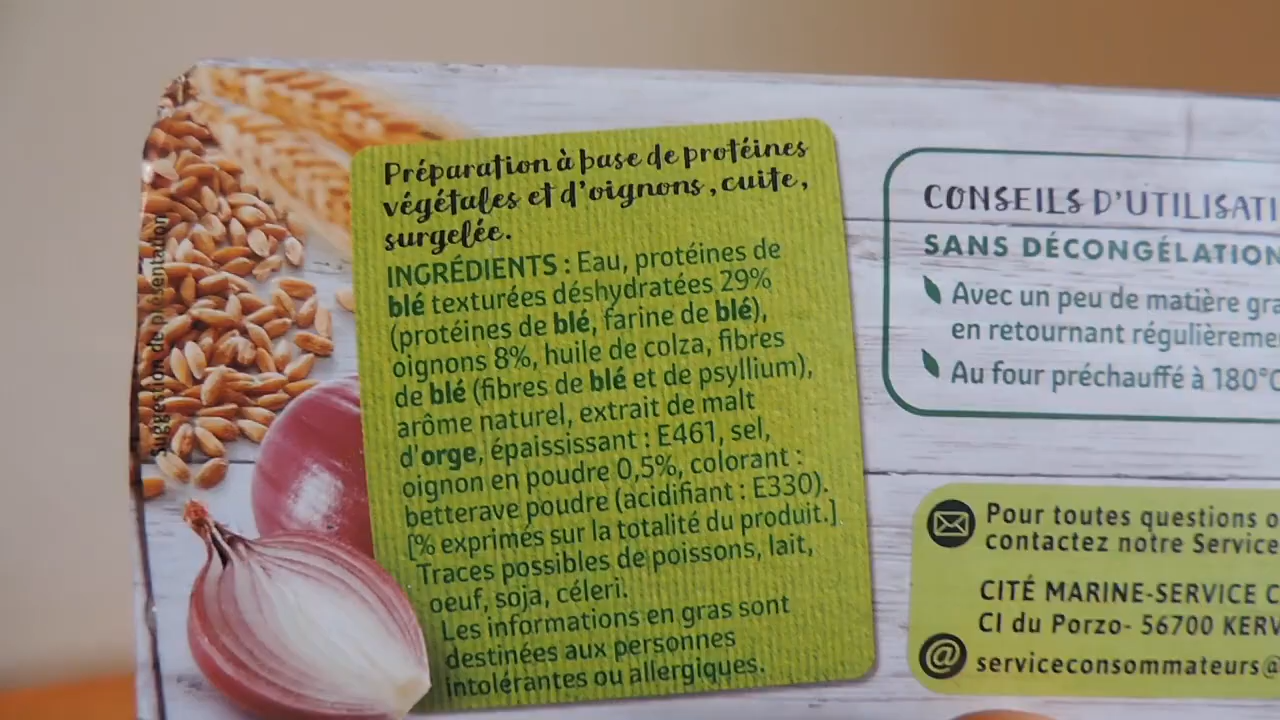 Suggestion de présentation
Préparation à base de protéines
végétales et d'oignons, cuite,
surgelée.
INGRÉDIENTS : Eau, protéines de
blé texturées déshydratées 29%
(protéines de blé, farine de blé),
oignons 8%, huile de colza, fibres
de blé (fibres de blé et de psyllium),
arôme naturel, extrait de malt
d'orge, épaississant : E461, sel,
oignon en poudre 0,5%, colorant :
betterave poudre (acidifiant : E330).
[% exprimés sur la totalité du produit.]
Traces possibles de poissons, lait,
oeuf, soja, céleri.
Les informations en gras sont
destinées aux personnes
intolérantes ou allergiques.
CONSEILS D'UTILISATI
SANS DÉCONGÉLATION
Avec un peu de matière gra
en retournant régulièreme
Au four préchauffé à 180°C
Pour toutes questions o
contactez notre Service
CITÉ MARINE-SERVICE C
CI du Porzo- 56700 KERV
serviceconsommateurs@